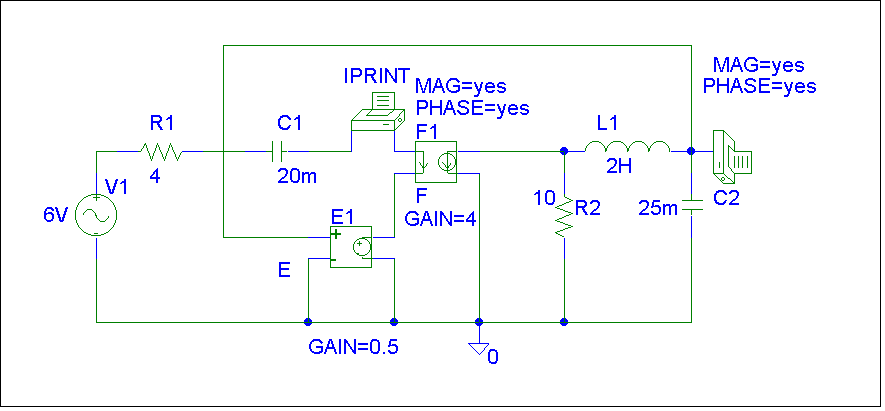 MAG=yes
PHASE=yes
IPRINT
MAG=yes
PHASE=yes
R1
C1
F1
L1
4
20m
2H
V1
6V
+
-
F
GAIN=4
10
R2
25m
C2
E1
+
-
+
E
GAIN=0.5
0